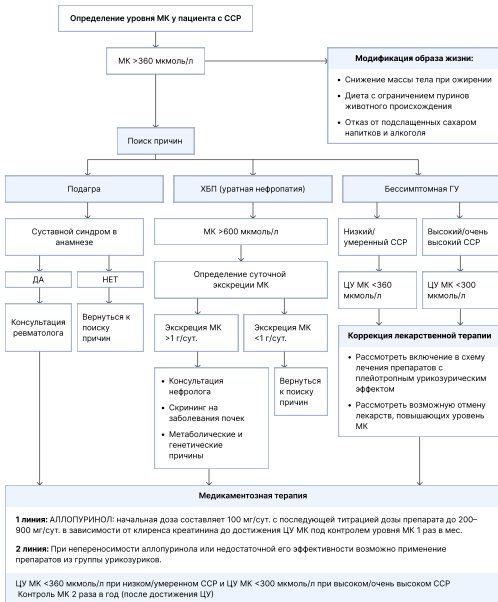 Определение уровня МК у пациента с ССР
МК >360 мкмоль/л
Модификация образа жизни:
• Снижение массы тела при ожирении
• Диета с ограничением пуринов
животного происхождения
• Отказ от подслащенных сахаром
напитков и алкоголя
Поиск причин
Подагра
ХБП (уратная нефропатия)
Бессимптомная ГУ
Суставной синдром в
анамнезе
МК >600 мкмоль/л
Низкий/
умеренный ССР
Высокий/очень
высокий ССР
ДА
НЕТ
Определение суточной
экскреции МК
ЦУ МК <360
мкмоль/л
ЦУ МК <300
мкмоль/л
Консультация
ревматолога
Вернуться к
поиску
причин
Экскреция МК
>1 г/сут.
Экскреция МК
<1 г/сут.
Коррекция лекарственной терапии
• Рассмотреть включение в схему
лечения препаратов с
плейотропным урикозурическим
эффектом
• Рассмотреть возможную отмену
лекарств, повышающих уровень
МК
• Консультация
нефролога
• Скрининг на
заболевания почек
• Метаболические и
генетические
причины
Вернуться
к поиску
причин
Медикаментозная терапия
1 линия: АЛЛОПУРИНОЛ: начальная доза составляет 100 мг/сут. с последующей титрацией дозы препарата до 200–
900 мг/сут. в зависимости от клиренса креатинина до достижения ЦУ МК под контролем уровня МК 1 раз в мес.
2 линия: При непереносимости аллопуринола или недостаточной его эффективности возможно применение
препаратов из группы урикозуриков.
ЦУ МК <360 мкмоль/л при низком/умеренном ССР и ЦУ МК <300 мкмоль/л при высоком/очень высоком ССР
Контроль МК 2 раза в год (после достижения ЦУ)